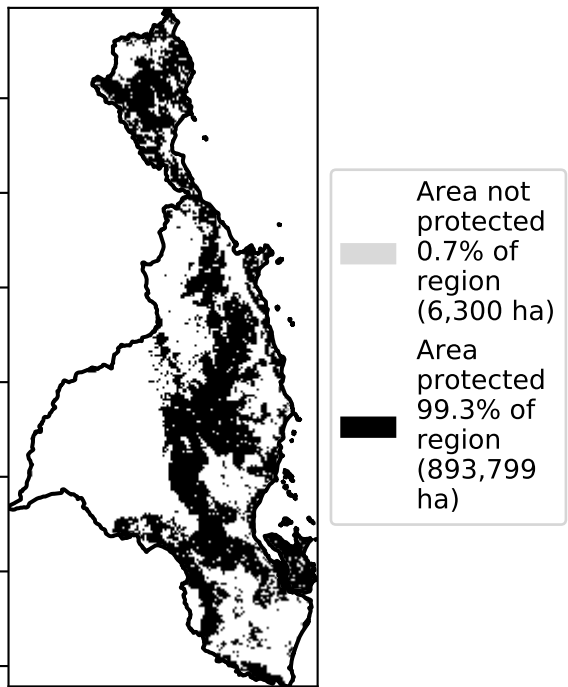 Area not
protected
0.7% of
region
(6,300 ha)
Area
protected
99.3% of
region
(893,799
ha)